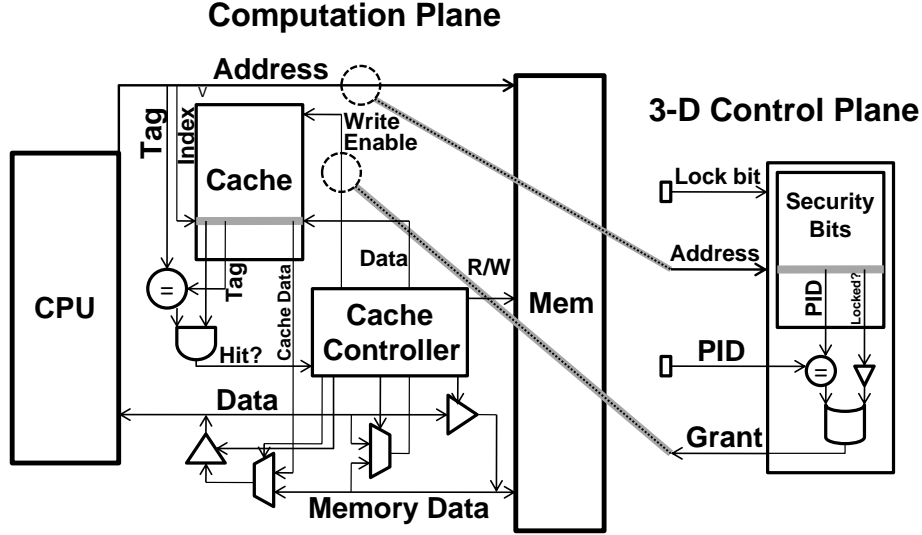 Computation Plane
Address
Tag
Index
V
Cache
Write
Enable
3-D Control Plane
Lock bit
Security
Bits
Address
PID
Locked?
CPU
=
Tag
Cache Data
Data
R/W
Mem
Hit?
Cache
Controller
PID
=
Data
Grant
Memory Data